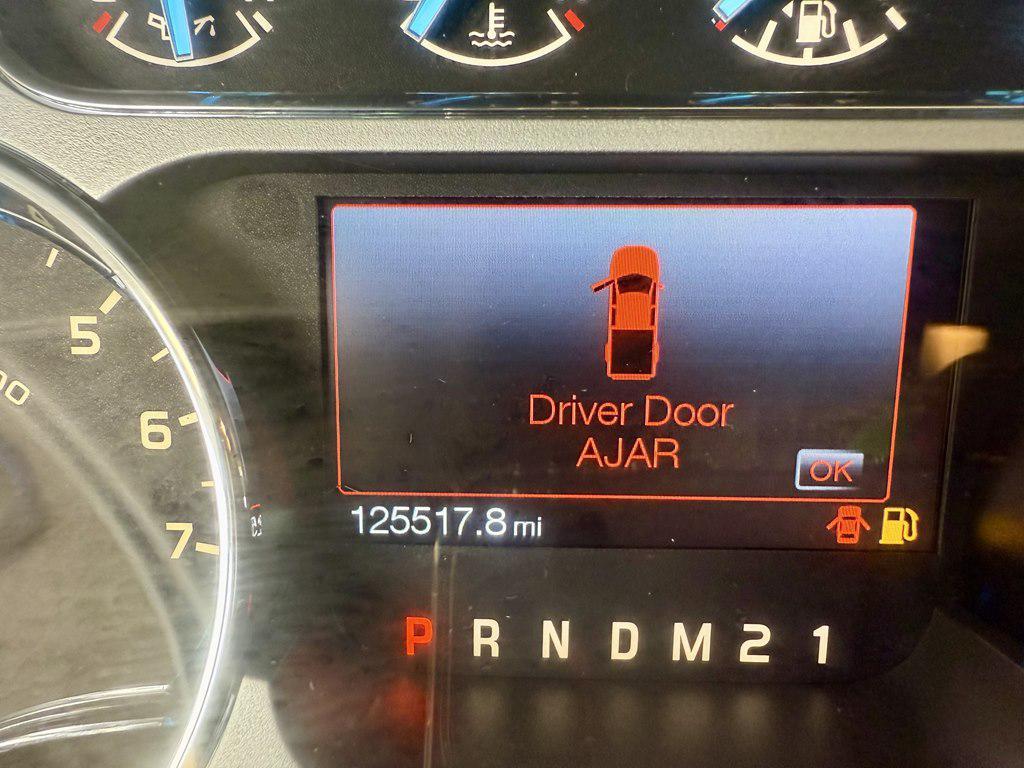 5
6
7
Driver Door
AJAR
OK
125517.8 mi
P R N D M 2 1